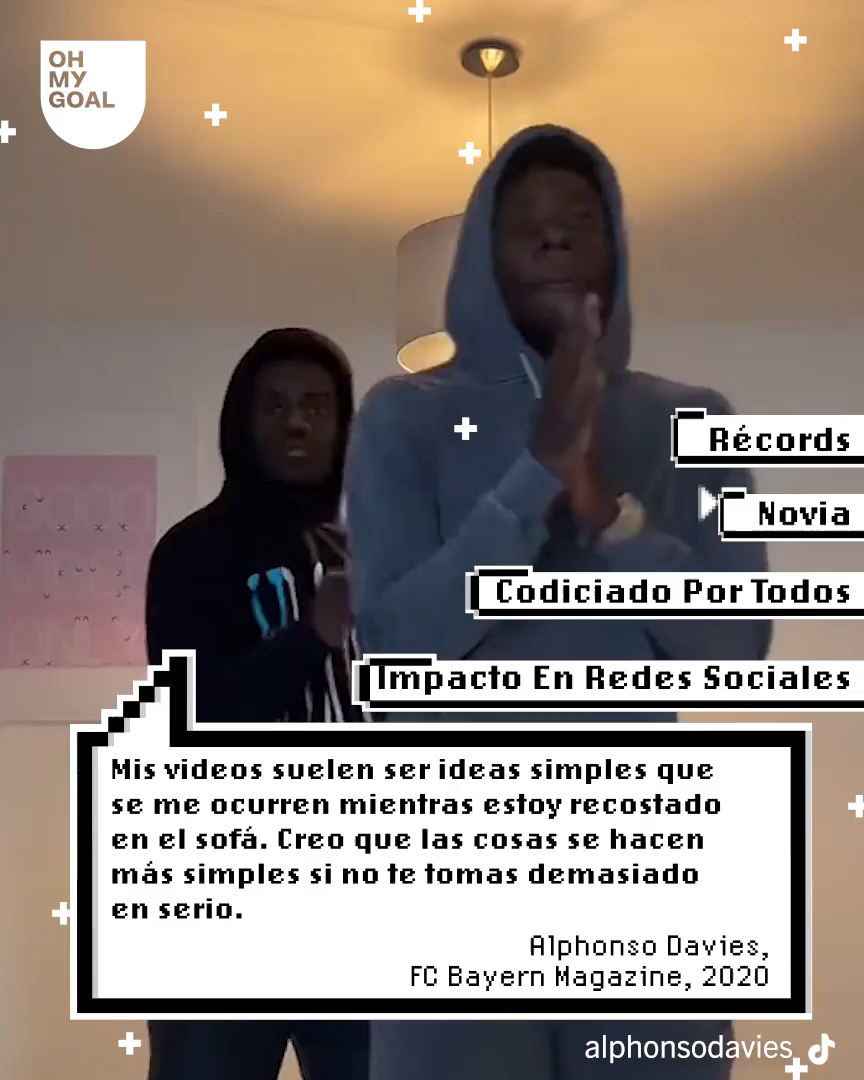 OH
MY
GOAL
Récords
Novia
Codiciado Por Todos
Impacto En Redes Sociales
Mis videos suelen ser ideas simples que
se me ocurren mientras estoy recostado
en el sofá. Creo que las cosas se hacen
más simples si no te tomas demasiado
en serio.
Alphonso Davies,
FC Bayern Magazine, 2020
alphonsodavies